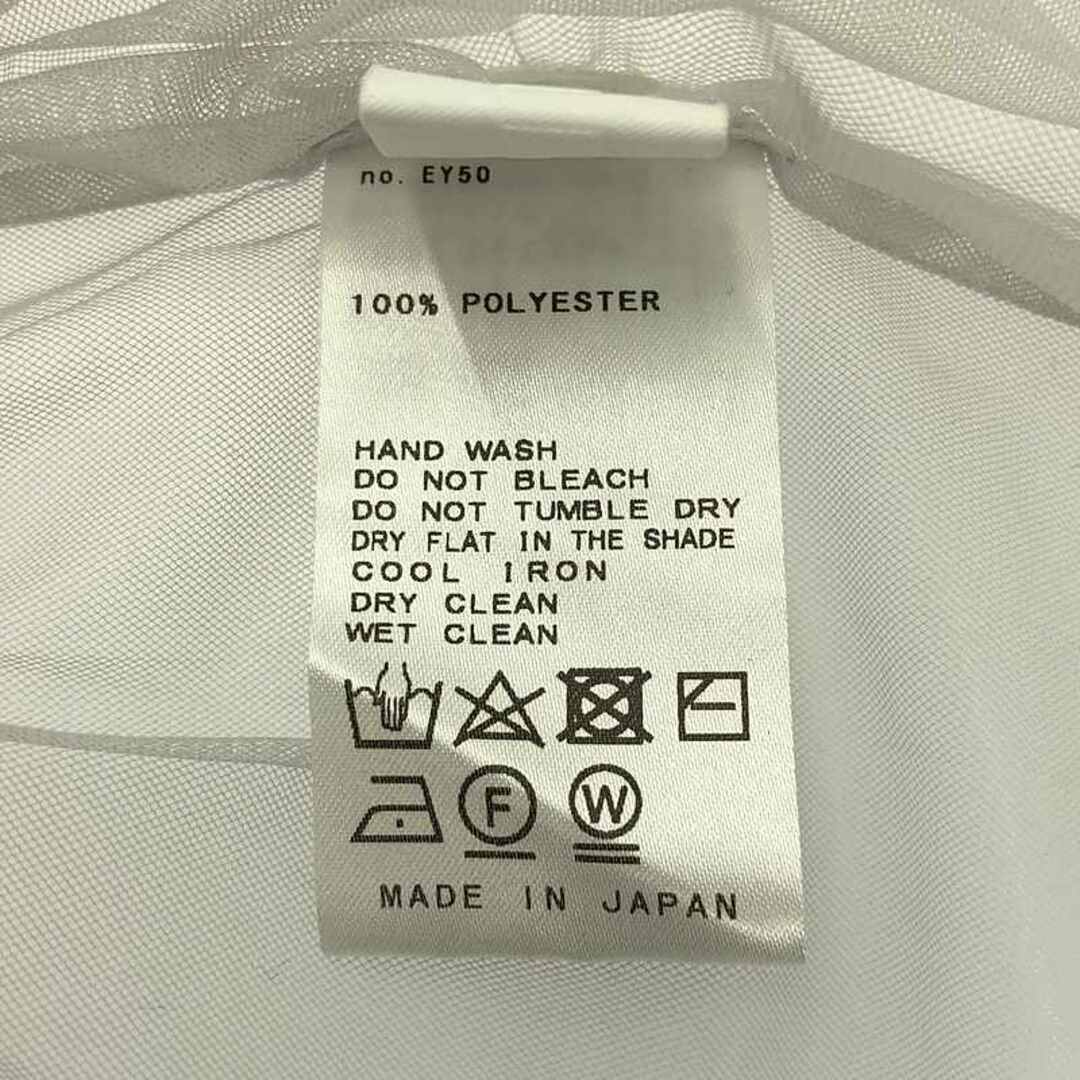 no. EY50
100% POLYESTER
HAND WASH
DO NOT BLEACH
DO NOT TUMBLE DRY
DRY FLAT IN THE SHADE
COOL IRON
DRY CLEAN
WET CLEAN
F W
MADE IN JAPAN